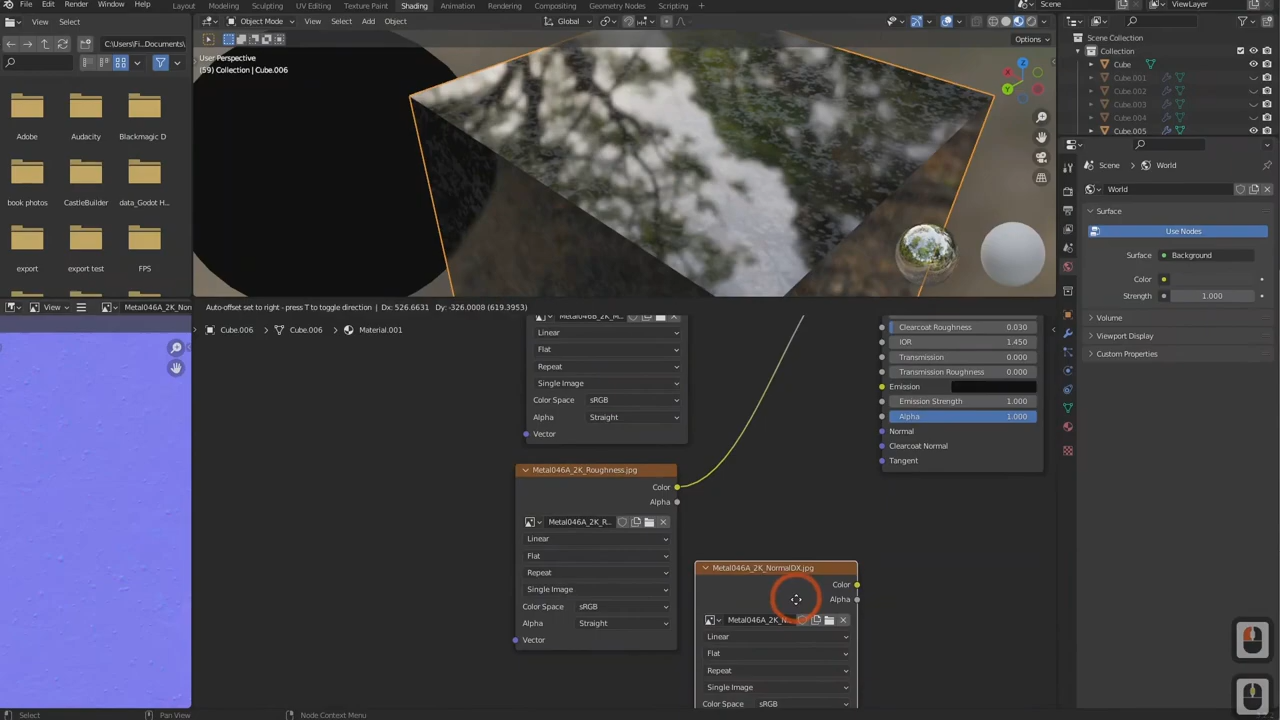 File Edit Render Window Help Layout Modeling Sculpting UV Editing Texture Paint Shading Animation Rendering Compositing Geometry Nodes Scripting Scene ViewLayer
View Select
Object Mode View Select Add Object Global
C:\Users\Fi...Documents\
Options
User Perspective
(59) Collection | Cube.006
Scene Collection
Collection
Cube
Cube.001
Cube.002
Cube.003
Cube.004
Cube.005
Adobe Audacity Blackmagic D
book photos CastleBuilder data_Godot H...
export export test FPS
Scene World
World
Surface
Use Nodes
Surface Background
Color
Strength 1.000
Volume
Viewport Display
Custom Properties
View Metal046A_2K_Nor
Auto-offset set to right - press T to toggle direction | Dx: 526.6631 Dy: -326.0008 (619.3953)
Cube.006 Cube.006 Material.001
Linear
Flat
Repeat
Single Image
Color Space sRGB
Alpha Straight
Vector
Clearcoat Roughness 0.030
IOR 1.450
Transmission 0.000
Transmission Roughness 0.000
Emission
Emission Strength 1.000
Alpha 1.000
Normal
Clearcoat Normal
Tangent
Metal046A_2K_Roughness.jpg
Color
Alpha
Metal046A_2K_R...
Linear
Flat
Repeat
Single Image
Color Space sRGB
Alpha Straight
Vector
Metal046A_2K_NormalDX.jpg
Color
Alpha
Metal046A_2K_N...
Linear
Flat
Repeat
Single Image
Color Space sRGB
Select Pan View Node Context Menu